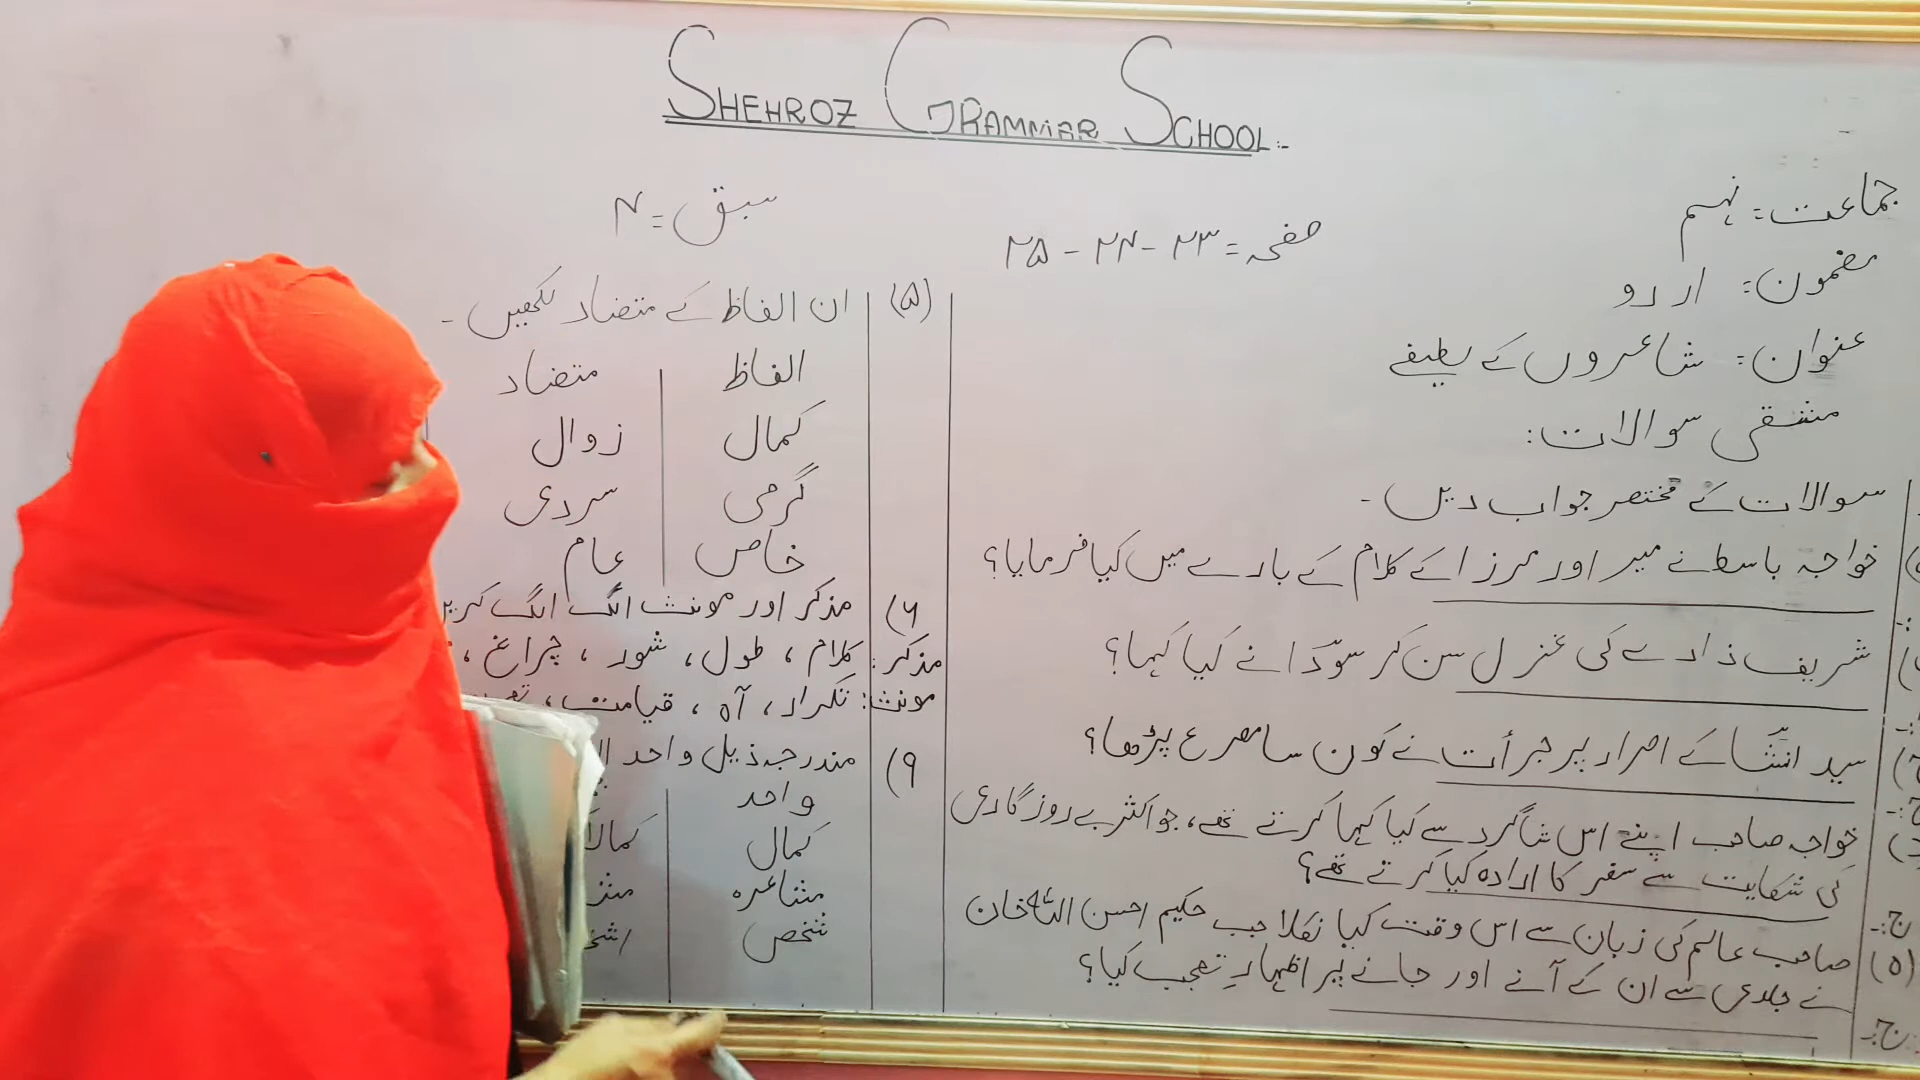 SHEHROZ GRAMMAR SCHOOL:-
جماعت: نہم
مضمون: اردو
عنوان: شاعروں کے لطیفے
مشقی سوالات:
صفحہ = ۲۳ - ۲۴ - ۲۵
سبق = ۴
سوالات کے مختصر جواب دیں -
خواجہ باسط نے میر اور مرزا کے کلام کے بارے میں کیا فرمایا؟
شریف زادے کی غزل سن کر سودا نے کیا کہا؟
سید انشا کے اصرار پر جرأت نے کون سا مصرع پڑھا؟
خواجہ صاحب اپنے اس شاگرد سے کیا کہا کرتے تھے، جو اکثر بے روزگاری
کی شکایت سے سفر کا ارادہ کیا کرتے تھے؟
ج:-
(ہ) صاحب عالم کی زبان سے اس وقت کیا نکلا جب حکیم احسن اللہ خان
نے جلدی سے ان کے آنے اور جانے پر اظہارِ تعجب کیا؟
ج:-
(۵) ان الفاظ کے متضاد لکھیں -
الفاظ متضاد
کمال زوال
گرمی سردی
خاص عام
۶) مذکر اور مونث الگ الگ کریں
مذکر: کلام ، طول ، شور ، چراغ ،
مونث: تکرار ، آہ ، قیامت ،
۹) مندرجہ ذیل واحد
واحد
کمال
مشاعرہ
شخص